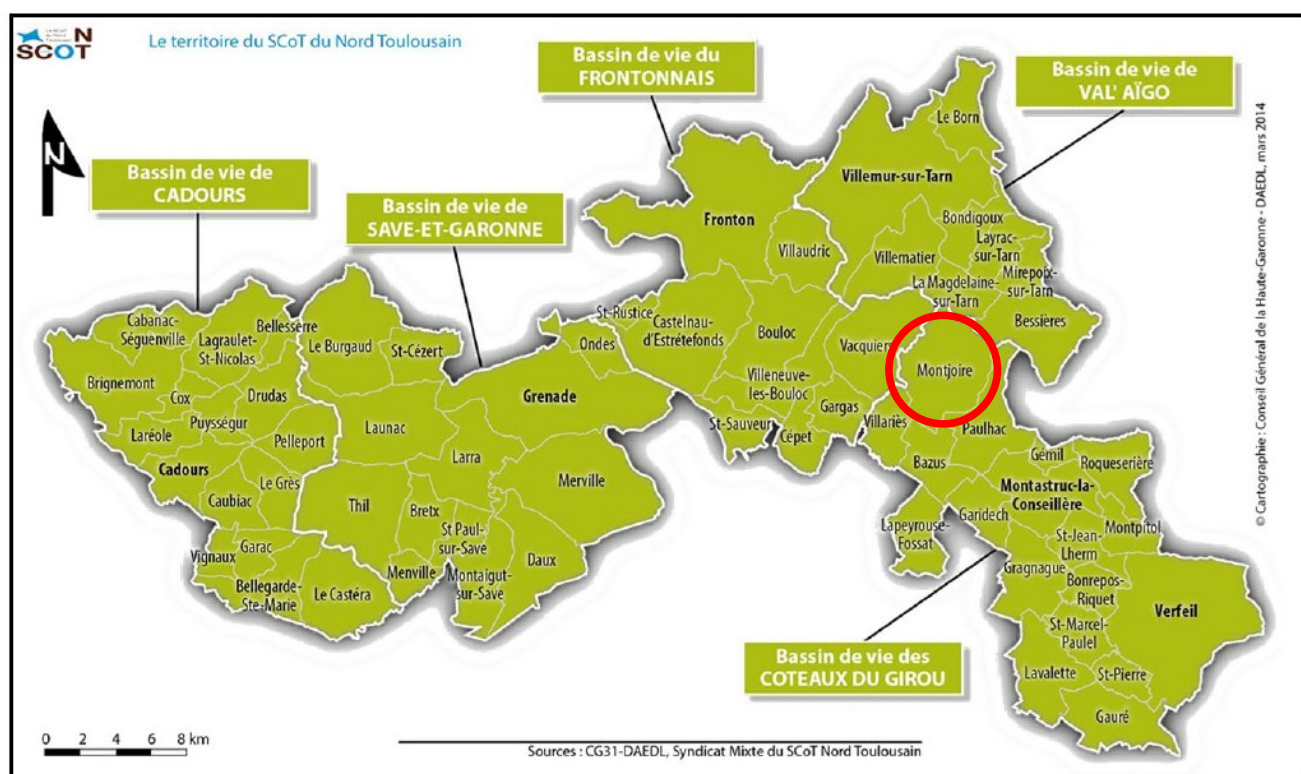 LE SCOT
du Nord
Toulousain
N
SCOT
Le territoire du SCoT du Nord Toulousain
N
Bassin de vie du
FRONTONNAIS
Bassin de vie de
VAL' AÏGO
Bassin de vie de
CADOURS
Bassin de vie de
SAVE-ET-GARONNE
Le Born
Villemur-sur-Tarn
Fronton
Bondigoux
Villaudric
Villematier
Layrac-
sur-Tarn
Mirepoix-
sur-Tarn
La Magdelaine-
sur-Tarn
Bessières
St-Rustice
Castelnau-
d'Estrétefonds
Bouloc
Vacquiers
Montjoire
Ondes
Cabanac-
Séguenville
Lagraulet-
St-Nicolas
Bellesserre
Le Burgaud
St-Cézert
Brignemont
Cox
Drudas
Puysségur
Laréole
Pelleport
Cadours
Le Grès
Caubiac
Launac
Grenade
Larra
Merville
Thil
Bretx
St Paul-
sur-Save
Vignaux
Garac
Bellegarde-
Ste-Marie
Le Castéra
Menville
Montaigut-
sur-Save
Daux
Villeneuve-
les-Bouloc
Gargas
St-Sauveur
Cépet
Villariès
Paulhac
Bazus
Gémil
Roqueserière
Montastruc-la-
Conseillère
Lapeyrouse-
Fossat
Garidech
Montpitol
St-Jean-
Lherm
Gragnague
Bonrepos-
Riquet
Verfeil
St-Marcel-
Paulel
Lavalette
St-Pierre
Gauré
Bassin de vie des
COTEAUX DU GIROU
0 2 4 6 8 km
Sources : CG31-DAEDL, Syndicat Mixte du SCoT Nord Toulousain
© Cartographie : Conseil Général de la Haute-Garonne - DAEDL, mars 2014